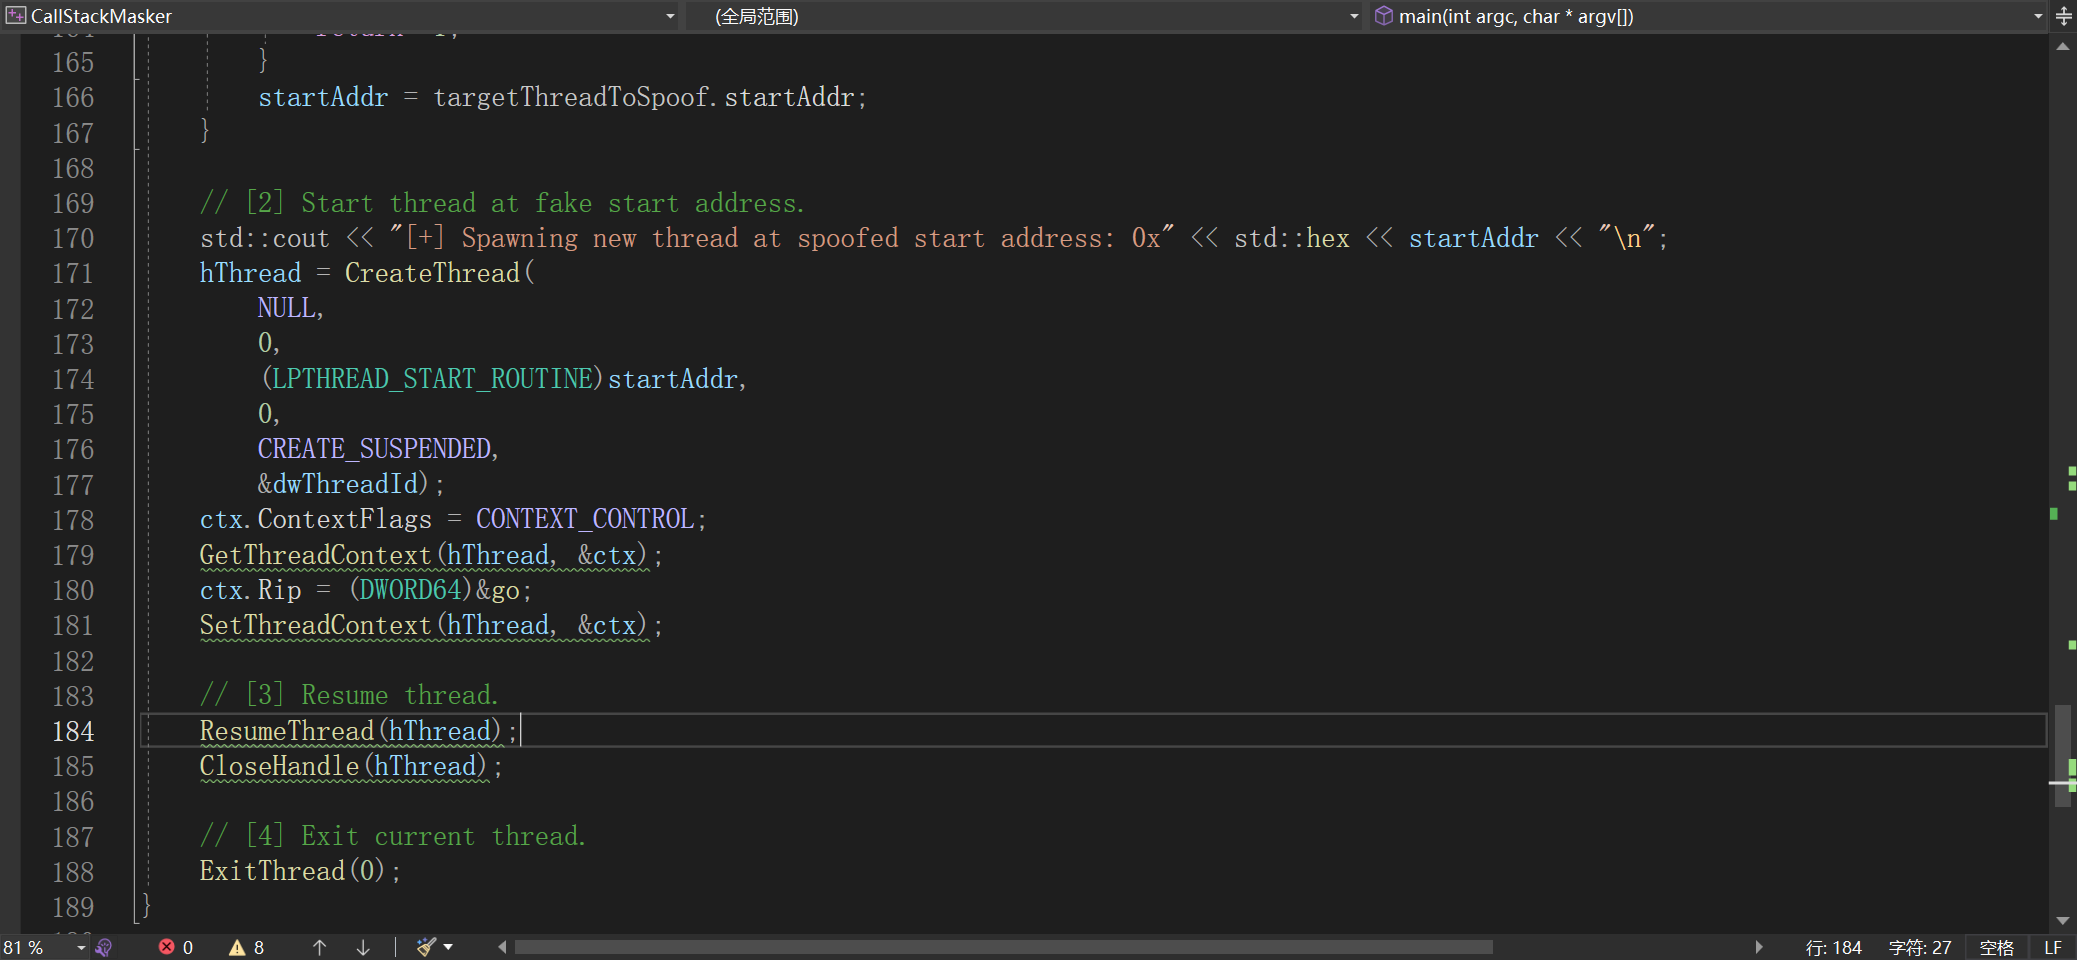 CallStackMasker (全局范围) main(int argc, char * argv[])
165 }
166 startAddr = targetThreadToSpoof.startAddr;
167 }
168
169 // [2] Start thread at fake start address.
170 std::cout << "[+] Spawning new thread at spoofed start address: 0x" << std::hex << startAddr << "\n";
171 hThread = CreateThread(
172 NULL,
173 0,
174 (LPTHREAD_START_ROUTINE)startAddr,
175 0,
176 CREATE_SUSPENDED,
177 &dwThreadId);
178 ctx.ContextFlags = CONTEXT_CONTROL;
179 GetThreadContext(hThread, &ctx);
180 ctx.Rip = (DWORD64)&go;
181 SetThreadContext(hThread, &ctx);
182
183 // [3] Resume thread.
184 ResumeThread(hThread);
185 CloseHandle(hThread);
186
187 // [4] Exit current thread.
188 ExitThread(0);
189 }
81 % 0 8 行: 184 字符: 27 空格 LF